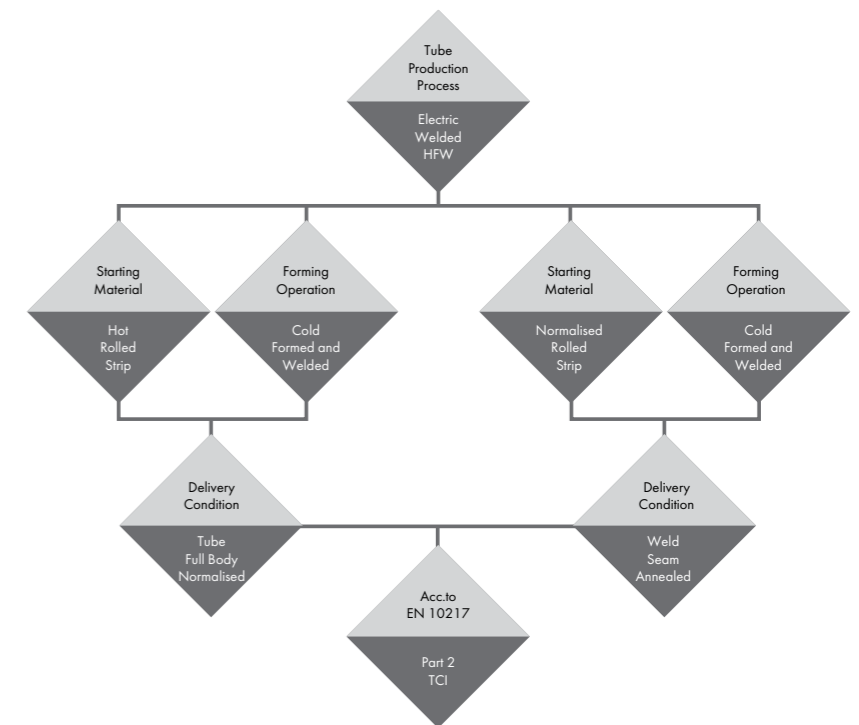 Tube
Production
Process
Electric
Welded
HFW
Starting
Material
Hot
Rolled
Strip
Forming
Operation
Cold
Formed and
Welded
Starting
Material
Normalised
Rolled
Strip
Forming
Operation
Cold
Formed and
Welded
Delivery
Condition
Tube
Full Body
Normalised
Delivery
Condition
Weld
Seam
Annealed
Acc.to
EN 10217
Part 2
TCI